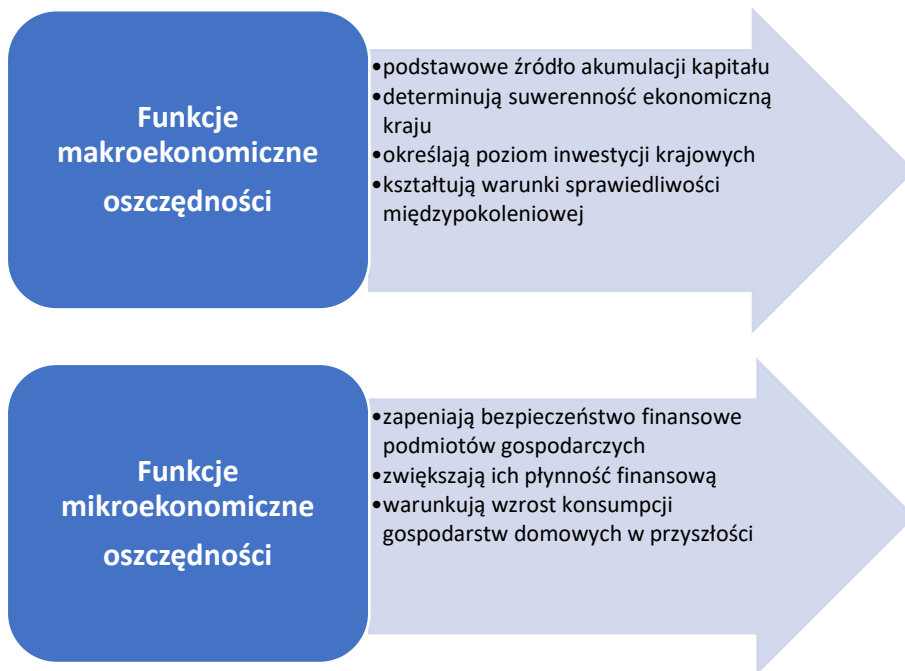 Funkcje
makroekonomiczne
oszczędności
•podstawowe źródło akumulacji kapitału
•determinują suwerenność ekonomiczną
kraju
•określają poziom inwestycji krajowych
•kształtują warunki sprawiedliwości
międzypokoleniowej
Funkcje
mikroekonomiczne
oszczędności
•zapeniają bezpieczeństwo finansowe
podmiotów gospodarczych
•zwiększają ich płynność finansową
•warunkują wzrost konsumpcji
gospodarstw domowych w przyszłości